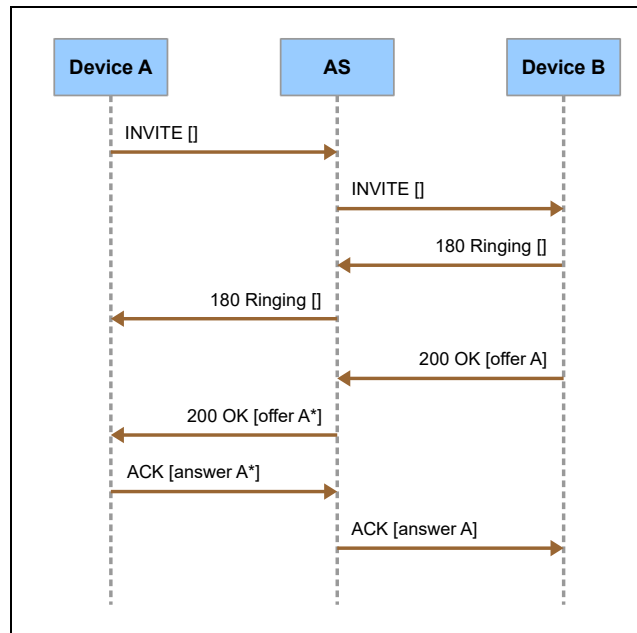 Device A
AS
Device B
INVITE []
INVITE []
180 Ringing []
180 Ringing []
200 OK [offer A]
200 OK [offer A*]
ACK [answer A*]
ACK [answer A]